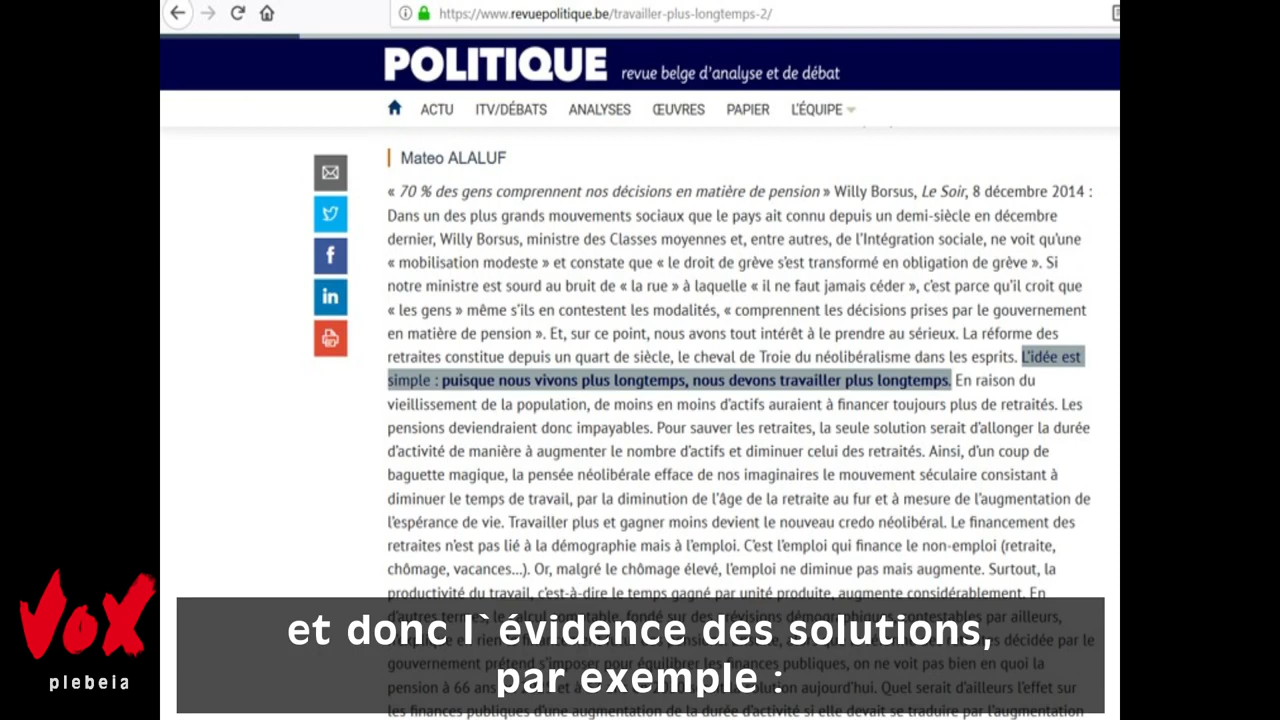 https://www.revuepolitique.be/travailler-plus-longtemps-2/
POLITIQUE revue belge d'analyse et de débat
ACTU ITV/DÉBATS ANALYSES ŒUVRES PAPIER L'ÉQUIPE
Mateo ALALUF
« 70 % des gens comprennent nos décisions en matière de pension » Willy Borsus, Le Soir, 8 décembre 2014 :
Dans un des plus grands mouvements sociaux que le pays ait connu depuis un demi-siècle en décembre
dernier, Willy Borsus, ministre des Classes moyennes et, entre autres, de l'Intégration sociale, ne voit qu'une
« mobilisation modeste » et constate que « le droit de grève s'est transformé en obligation de grève ». Si
notre ministre est sourd au bruit de « la rue » à laquelle « il ne faut jamais céder », c'est parce qu'il croit que
« les gens » même s'ils en contestent les modalités, « comprennent les décisions prises par le gouvernement
en matière de pension ». Et, sur ce point, nous avons tout intérêt à le prendre au sérieux. La réforme des
retraites constitue depuis un quart de siècle, le cheval de Troie du néolibéralisme dans les esprits. L'idée est
simple : puisque nous vivons plus longtemps, nous devons travailler plus longtemps. En raison du
vieillissement de la population, de moins en moins d'actifs auraient à financer toujours plus de retraités. Les
pensions deviendraient donc impayables. Pour sauver les retraites, la seule solution serait d'allonger la durée
d'activité de manière à augmenter le nombre d'actifs et diminuer celui des retraités. Ainsi, d'un coup de
baguette magique, la pensée néolibérale efface de nos imaginaires le mouvement séculaire consistant à
diminuer le temps de travail, par la diminution de l'âge de la retraite au fur et à mesure de l'augmentation de
l'espérance de vie. Travailler plus et gagner moins devient le nouveau credo néolibéral. Le financement des
retraites n'est pas lié à la démographie mais à l'emploi. C'est l'emploi qui finance le non-emploi (retraite,
chômage, vacances...). Or, malgré le chômage élevé, l'emploi ne diminue pas mais augmente. Surtout, la
productivité du travail, c'est-à-dire le temps gagné par unité produite, augmente considérablement. En
gouvernement prétend s'imposer pour équilibrer les finances publiques, on ne voit pas bien en quoi la
solution aujourd'hui. Quel serait d'ailleurs l'effet sur
les finances publiques d'une augmentation de la durée d'activité si elle devait se traduire par l'augmentation
et donc l`évidence des solutions,
par exemple :
VoX
plebeia